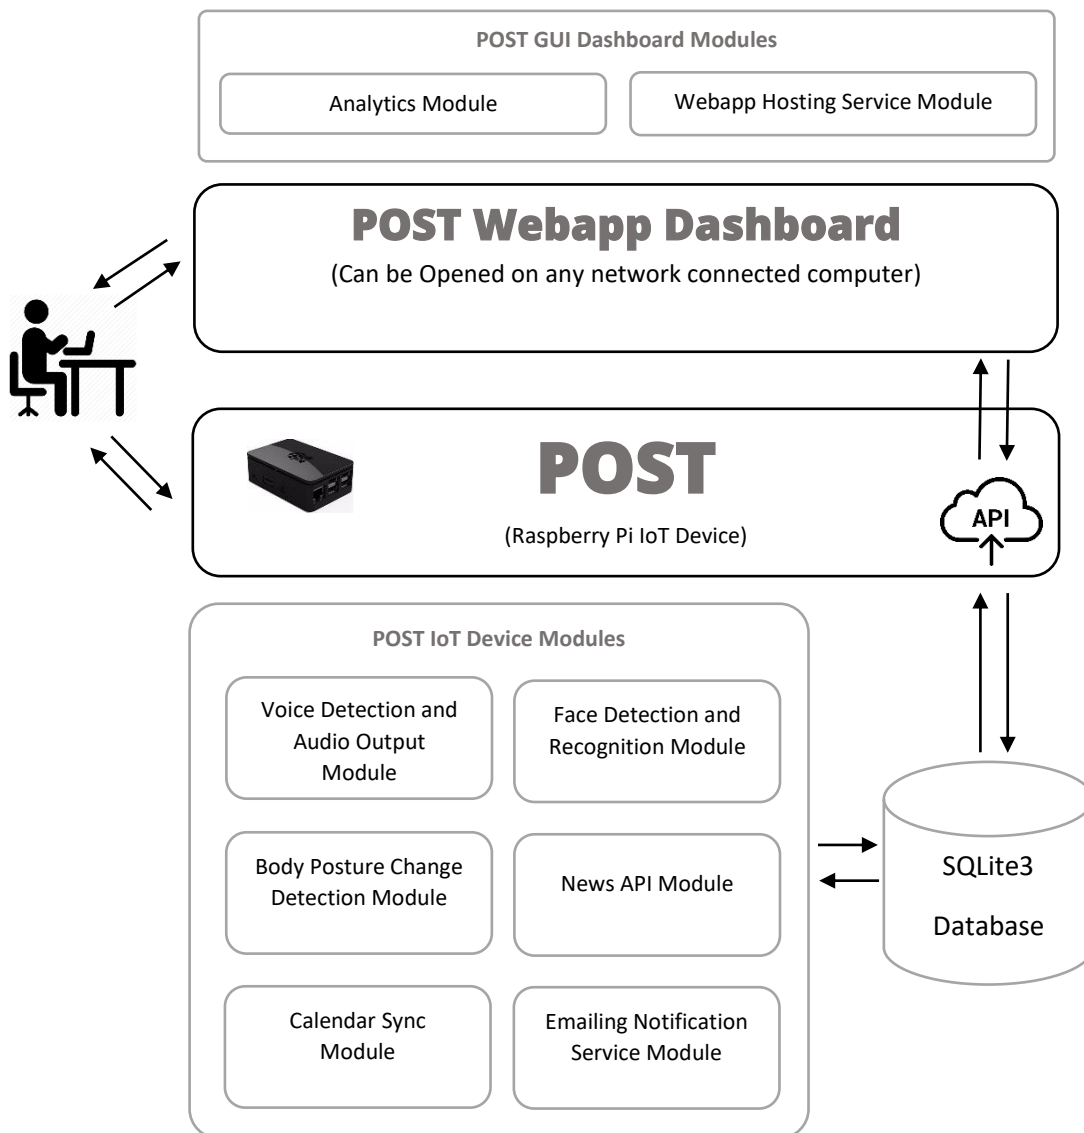 POST GUI Dashboard Modules
Analytics Module
Webapp Hosting Service Module
POST Webapp Dashboard
(Can be Opened on any network connected computer)
POST
(Raspberry Pi IoT Device)
API
POST IoT Device Modules
Voice Detection and
Audio Output
Module
Face Detection and
Recognition Module
Body Posture Change
Detection Module
News API Module
SQLite3
Database
Calendar Sync
Module
Emailing Notification
Service Module